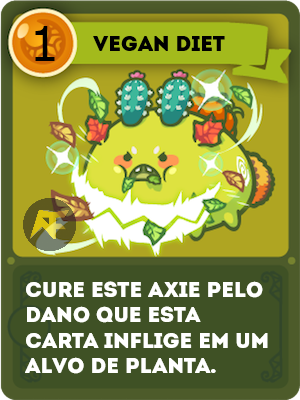 1
VEGAN DIET
CURE ESTE AXIE PELO
DANO QUE ESTA
CARTA INFLIGE EM UM
ALVO DE PLANTA.